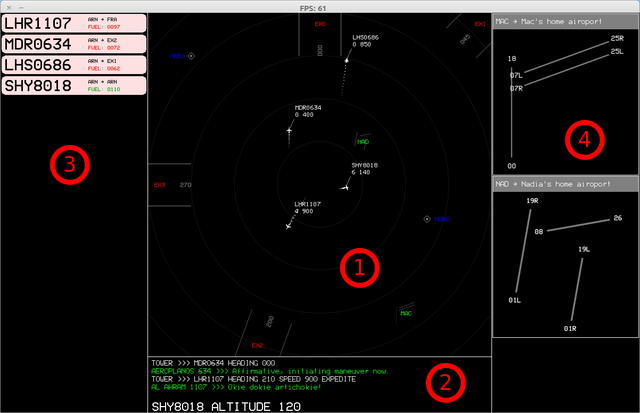 FPS: 61
LHR1107
ARN → FRA
FUEL: 0097
MDR0634
ARN → EX2
FUEL: 0072
LHS0686
ARN → EX1
FUEL: 0062
SHY8018
ARN → ARN
FUEL: 0110
3
EX0
000
EX1
045
LHS0686
0 850
MDR0634
0 400
NAD
SHY8018
6 140
EX3
270
LHR1107
4 900
1
MAC
200
EX2
TOWER >>> MDR0634 HEADING 000
AEROPLANOS 634 >>> Affirmative, initiating maneuver now.
TOWER >>> LHR1107 HEADING 210 SPEED 900 EXPEDITE
AL AHRAM 1107 >>> Okie dokie artichokie!
SHY8018 ALTITUDE 120
2
MAC → Mac's home airoport
25R
18
25L
07L
07R
4
00
NAD → Nadia's home airoport
19R
26
08
19L
01L
01R